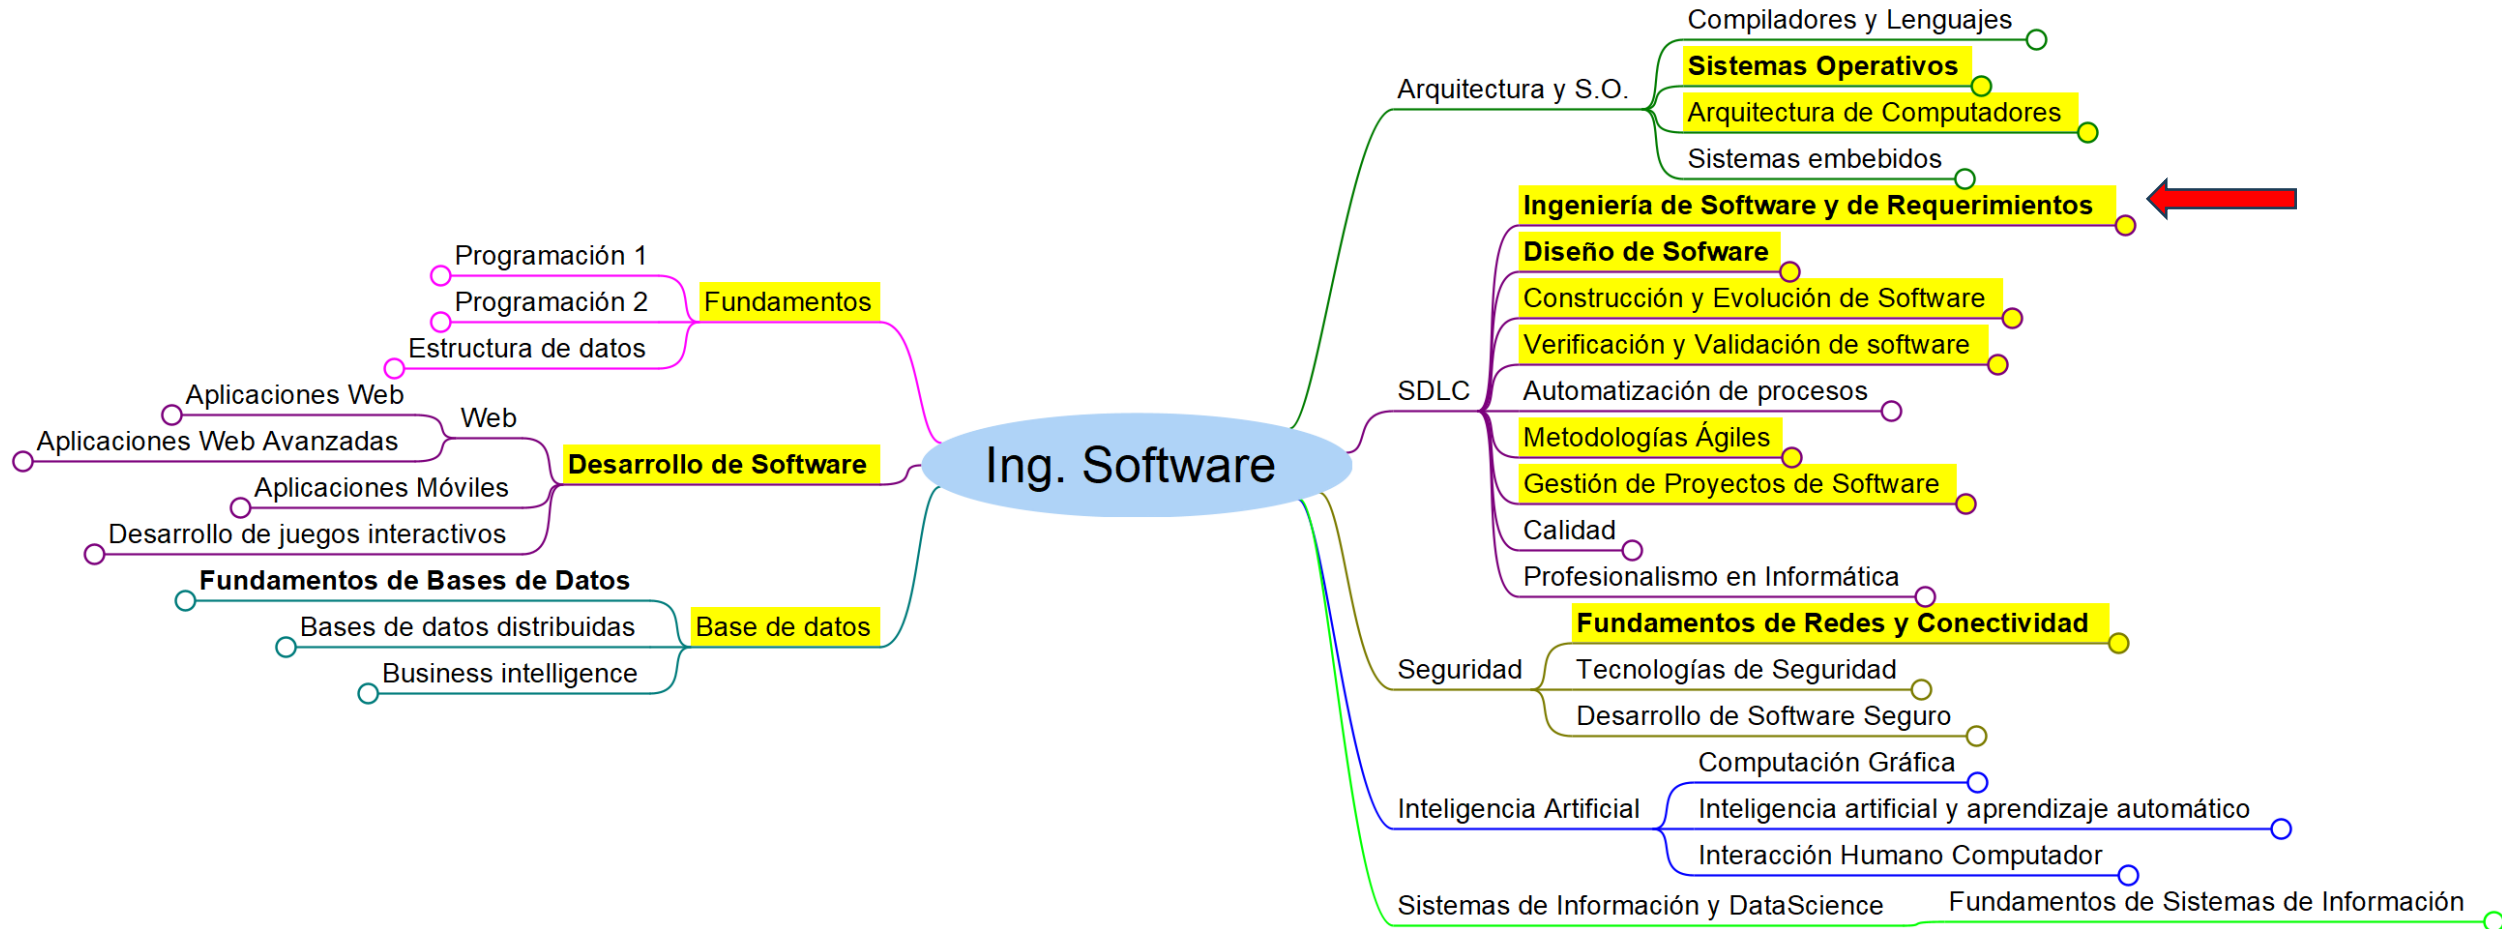 Ing. Software
Fundamentos
Programación 1
Programación 2
Estructura de datos
Desarrollo de Software
Web
Aplicaciones Web
Aplicaciones Web Avanzadas
Aplicaciones Móviles
Desarrollo de juegos interactivos
Base de datos
Fundamentos de Bases de Datos
Bases de datos distribuidas
Business intelligence
Arquitectura y S.O.
Compiladores y Lenguajes
Sistemas Operativos
Arquitectura de Computadores
Sistemas embebidos
SDLC
Ingeniería de Software y de Requerimientos
Diseño de Sofware
Construcción y Evolución de Software
Verificación y Validación de software
Automatización de procesos
Metodologías Ágiles
Gestión de Proyectos de Software
Calidad
Profesionalismo en Informática
Seguridad
Fundamentos de Redes y Conectividad
Tecnologías de Seguridad
Desarrollo de Software Seguro
Inteligencia Artificial
Computación Gráfica
Inteligencia artificial y aprendizaje automático
Interacción Humano Computador
Sistemas de Información y DataScience
Fundamentos de Sistemas de Información